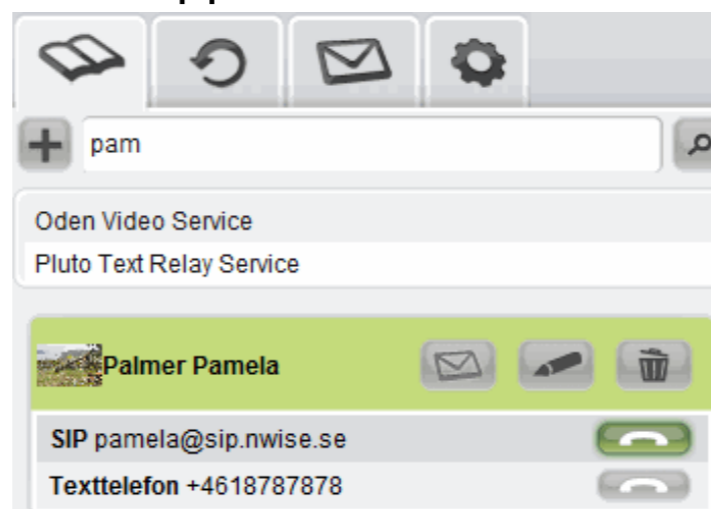 pam
Oden Video Service
Pluto Text Relay Service
Palmer Pamela
SIP pamela@sip.nwise.se
Texttelefon +4618787878